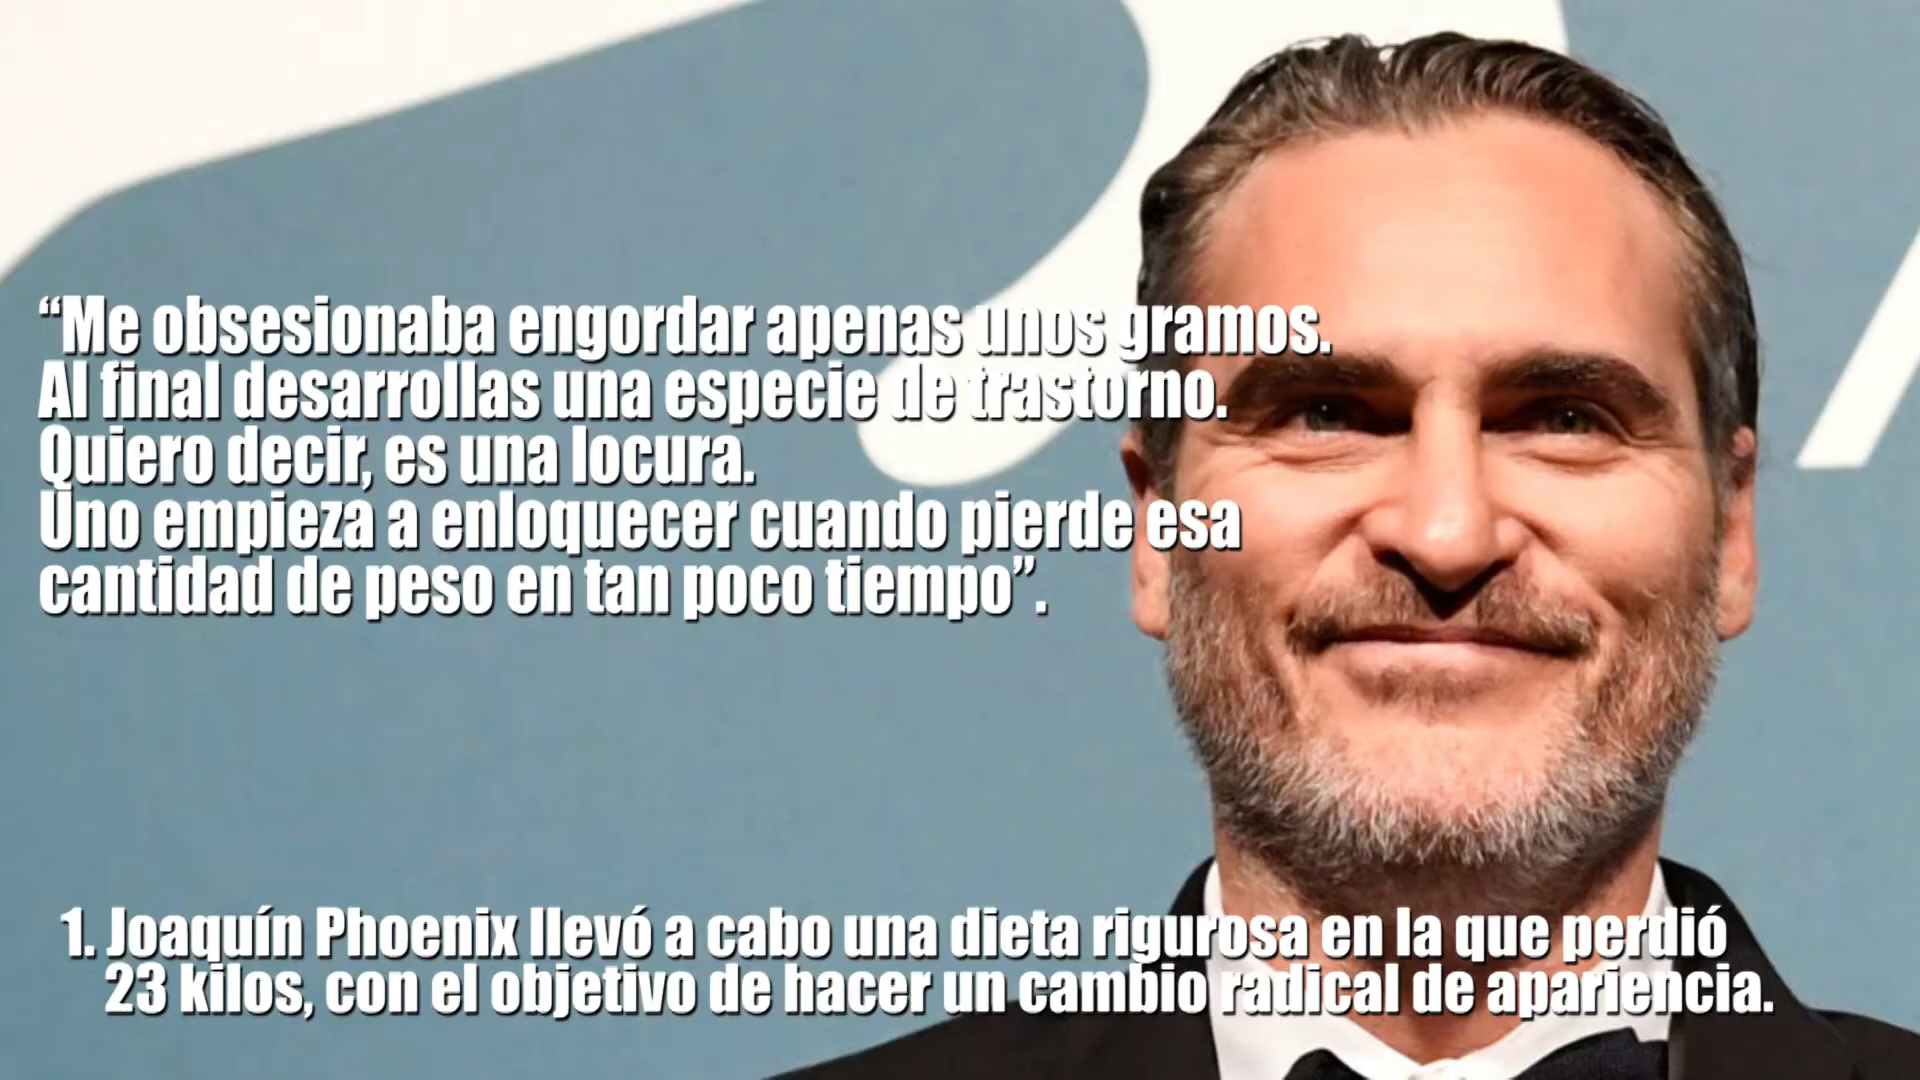 “Me obsesionaba engordar apenas unos gramos.
Al final desarrollas una especie de trastorno.
Quiero decir, es una locura.
Uno empieza a enloquecer cuando pierde esa
cantidad de peso en tan poco tiempo”.
1. Joaquín Phoenix llevó a cabo una dieta rigurosa en la que perdió
23 kilos, con el objetivo de hacer un cambio radical de apariencia.